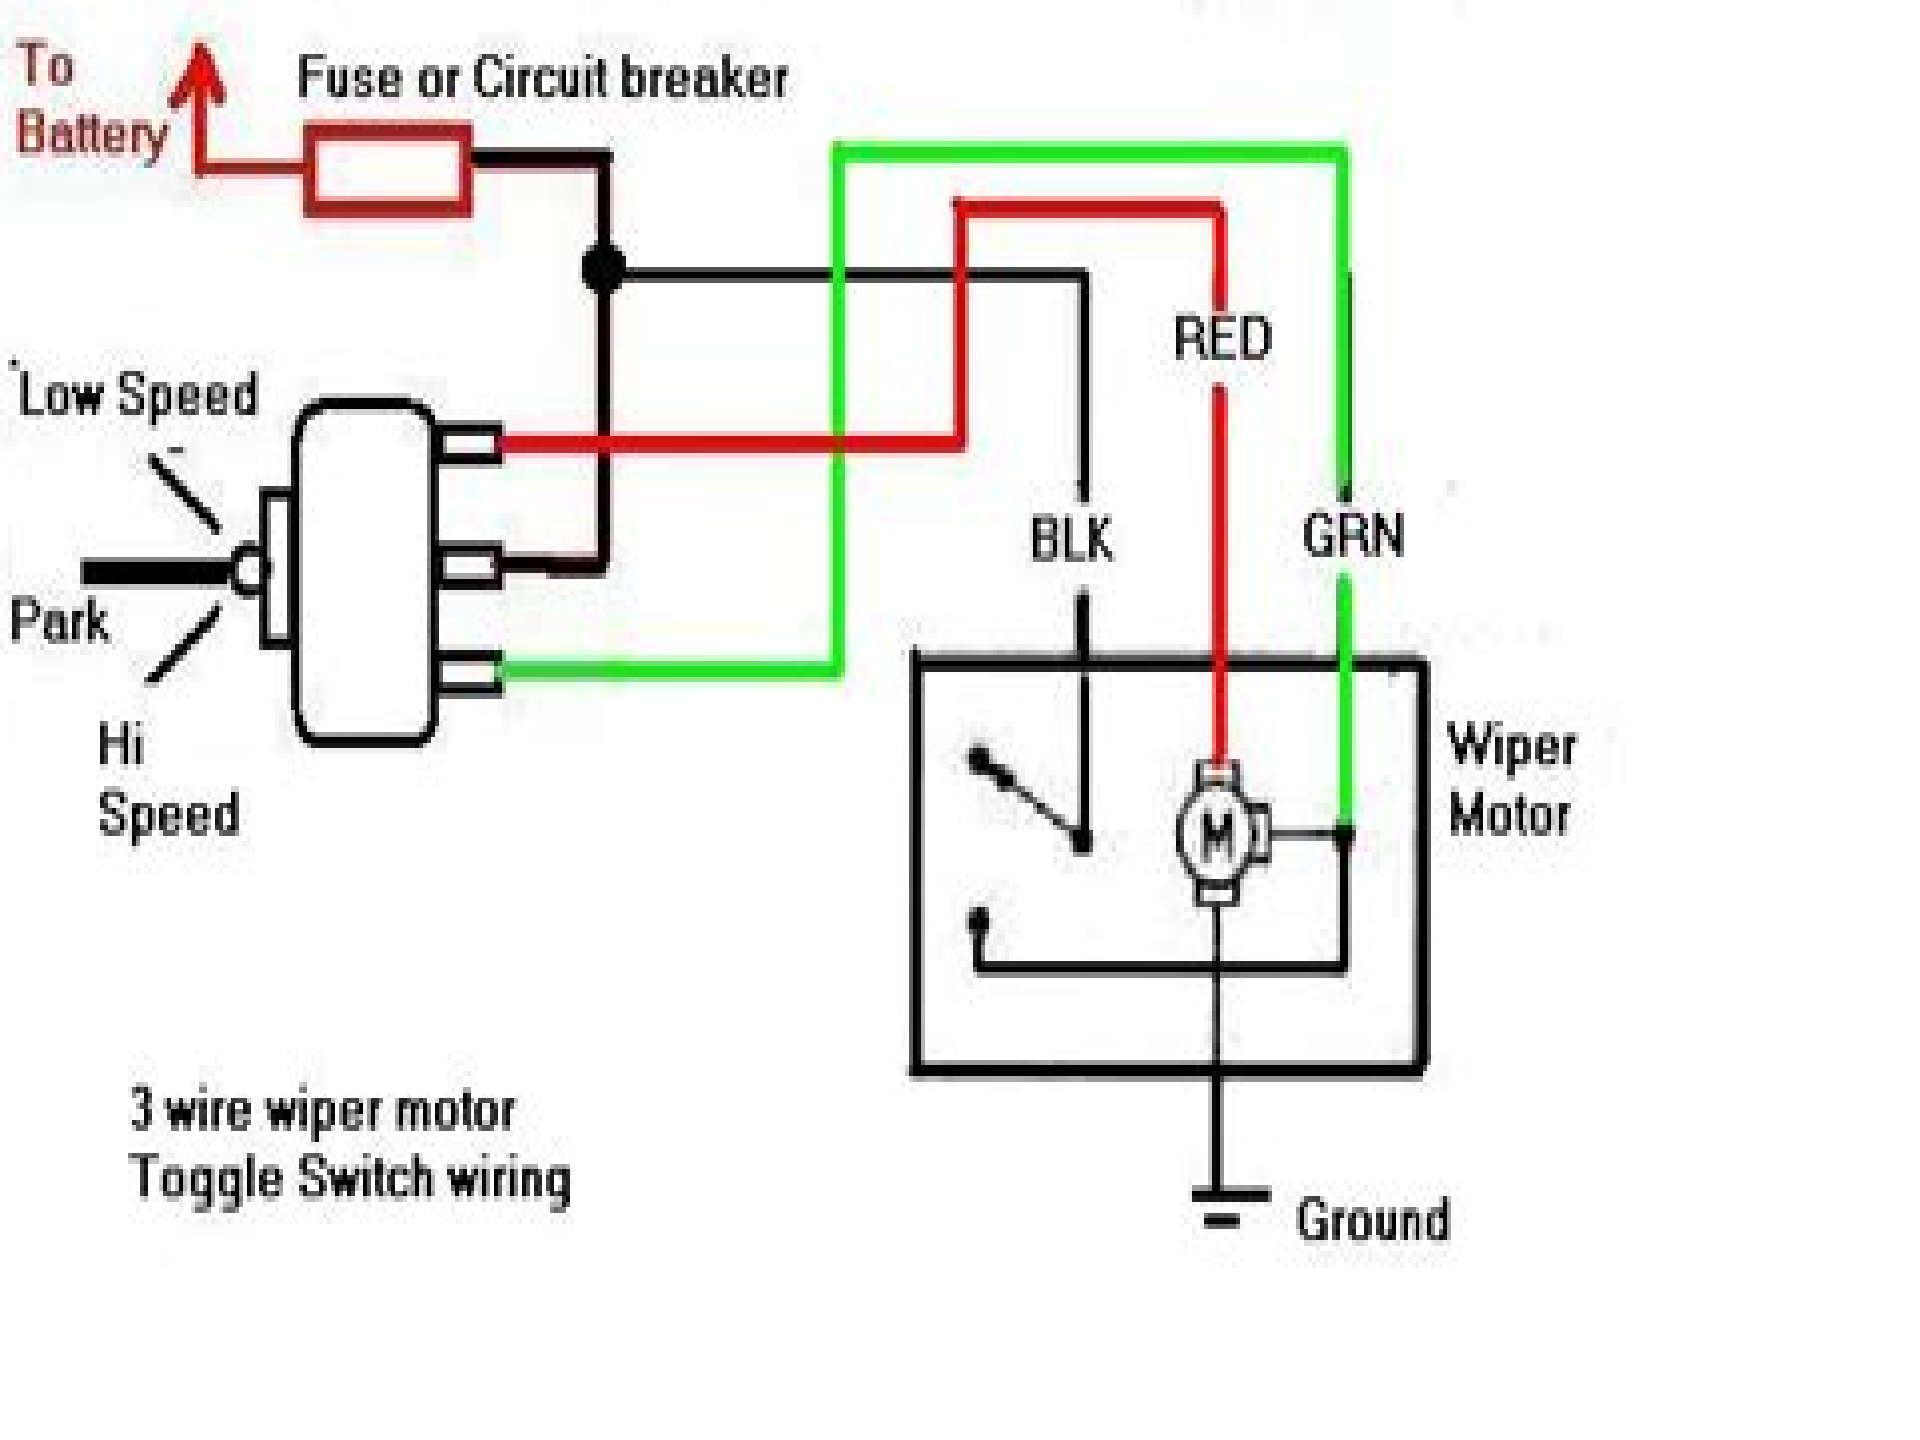 To
Battery
Fuse or Circuit breaker
Low Speed
Park
Hi
Speed
RED
BLK
GRN
Wiper
Motor
M
3 wire wiper motor
Toggle Switch wiring
Ground